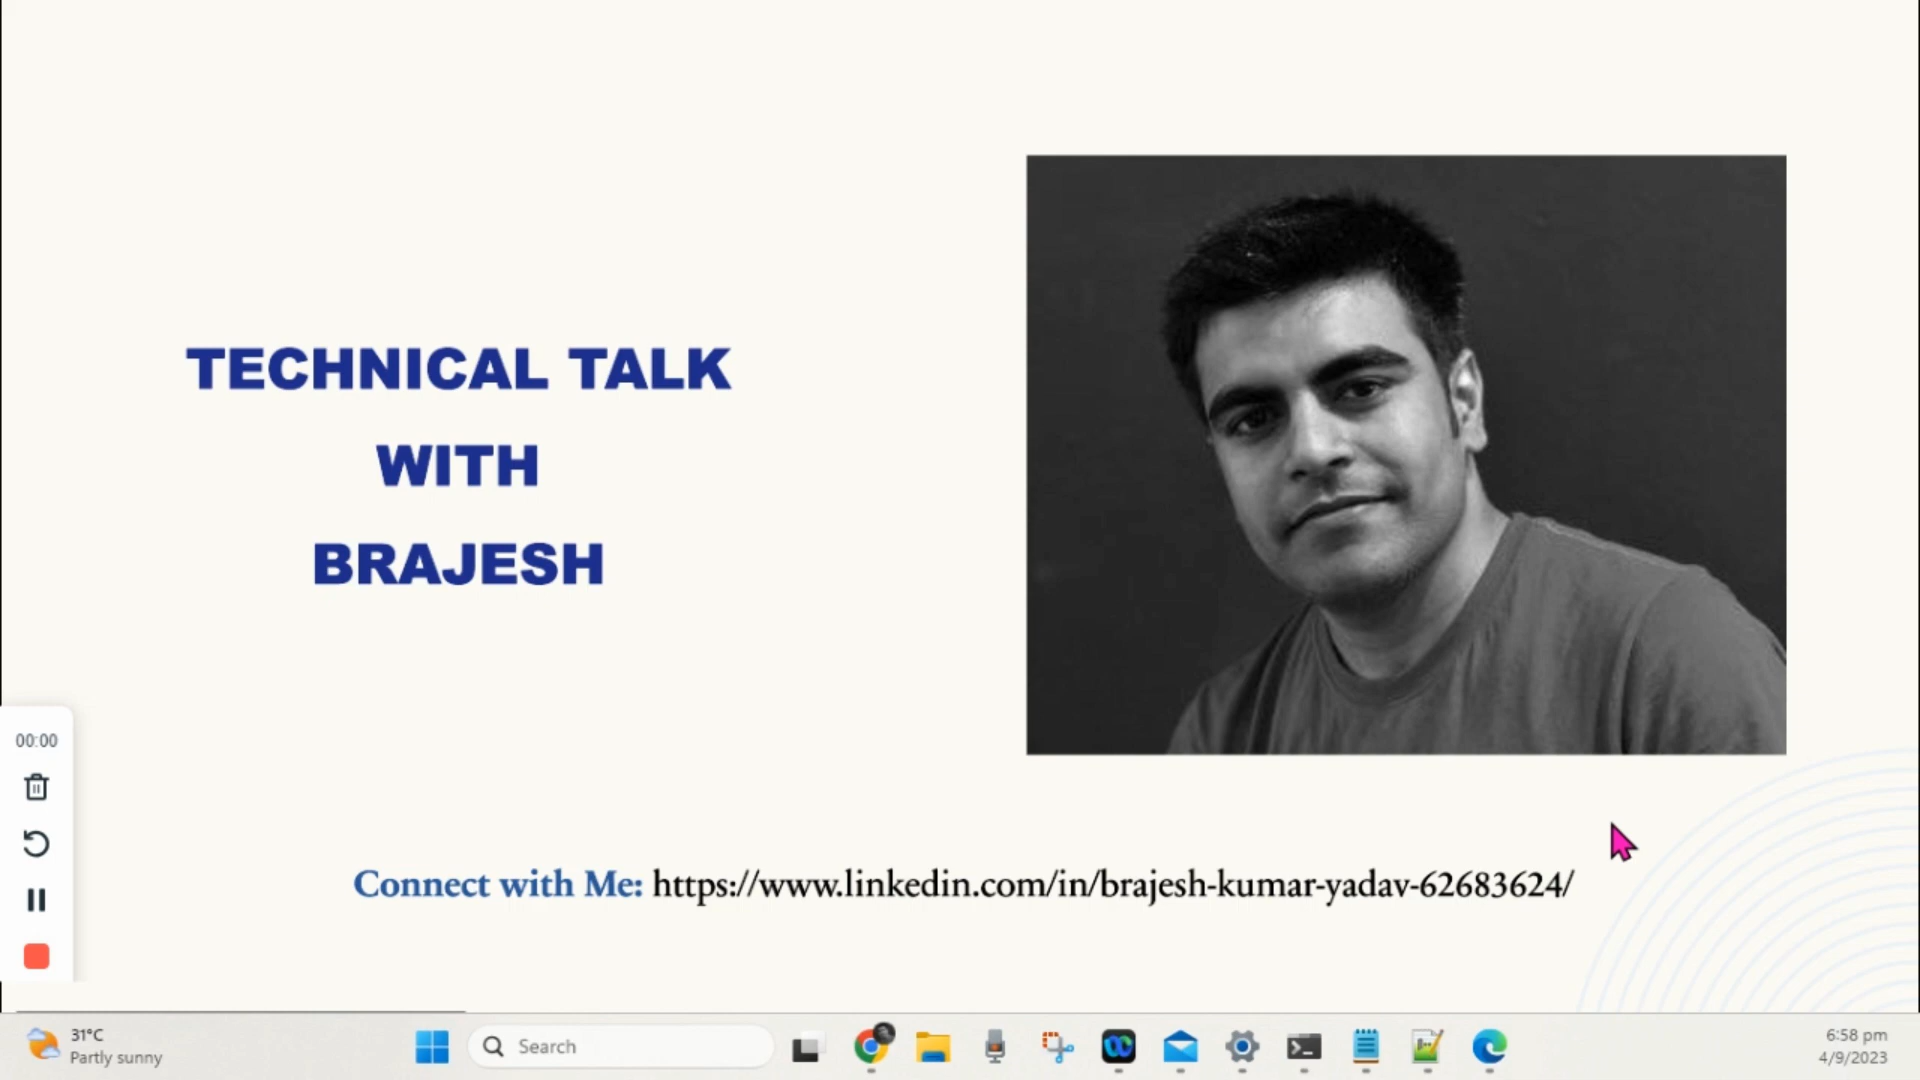 TECHNICAL TALK
WITH
BRAJESH
00:00
Connect with Me: https://www.linkedin.com/in/brajesh-kumar-yadav-62683624/
31°C
Partly sunny
Search
6:58 pm
4/9/2023